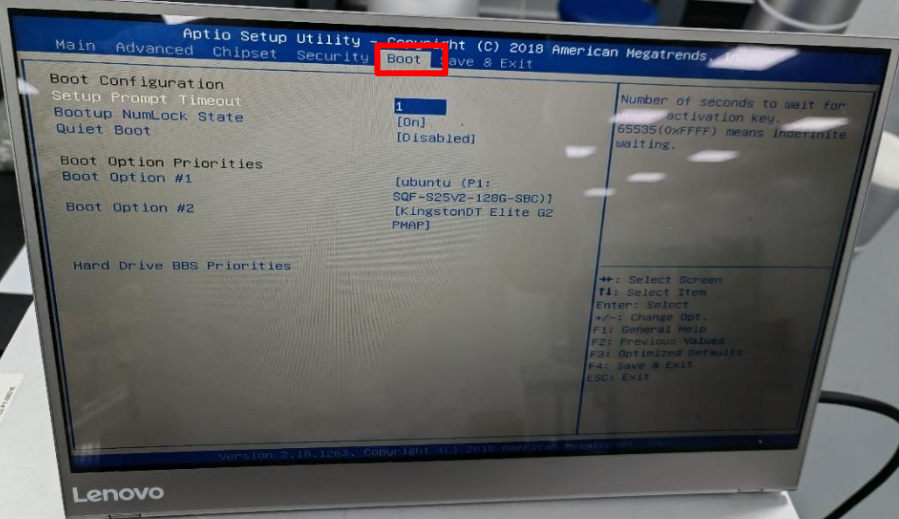 Aptio Setup Utility – Copyright (C) 2018 American Megatrends, Inc.
Main Advanced Chipset Security Boot Save & Exit
Boot Configuration
Setup Prompt Timeout 1
Bootup NumLock State [On]
Quiet Boot [Disabled]
Boot Option Priorities
Boot Option #1 [ubuntu (P1:
SQF-S25V2-128G-SBC)]
Boot Option #2 [KingstonDT Elite G2
PMAP]
Hard Drive BBS Priorities
Number of seconds to wait for
activation key.
65535(0xFFFF) means indefinite
waiting.
→←: Select Screen
↑↓: Select Item
Enter: Select
+/-: Change Opt.
F1: General Help
F2: Previous Values
F3: Optimized Defaults
F4: Save & Exit
ESC: Exit
Version 2.18.1263. Copyright (C) 2018 American Megatrends, Inc.
Lenovo